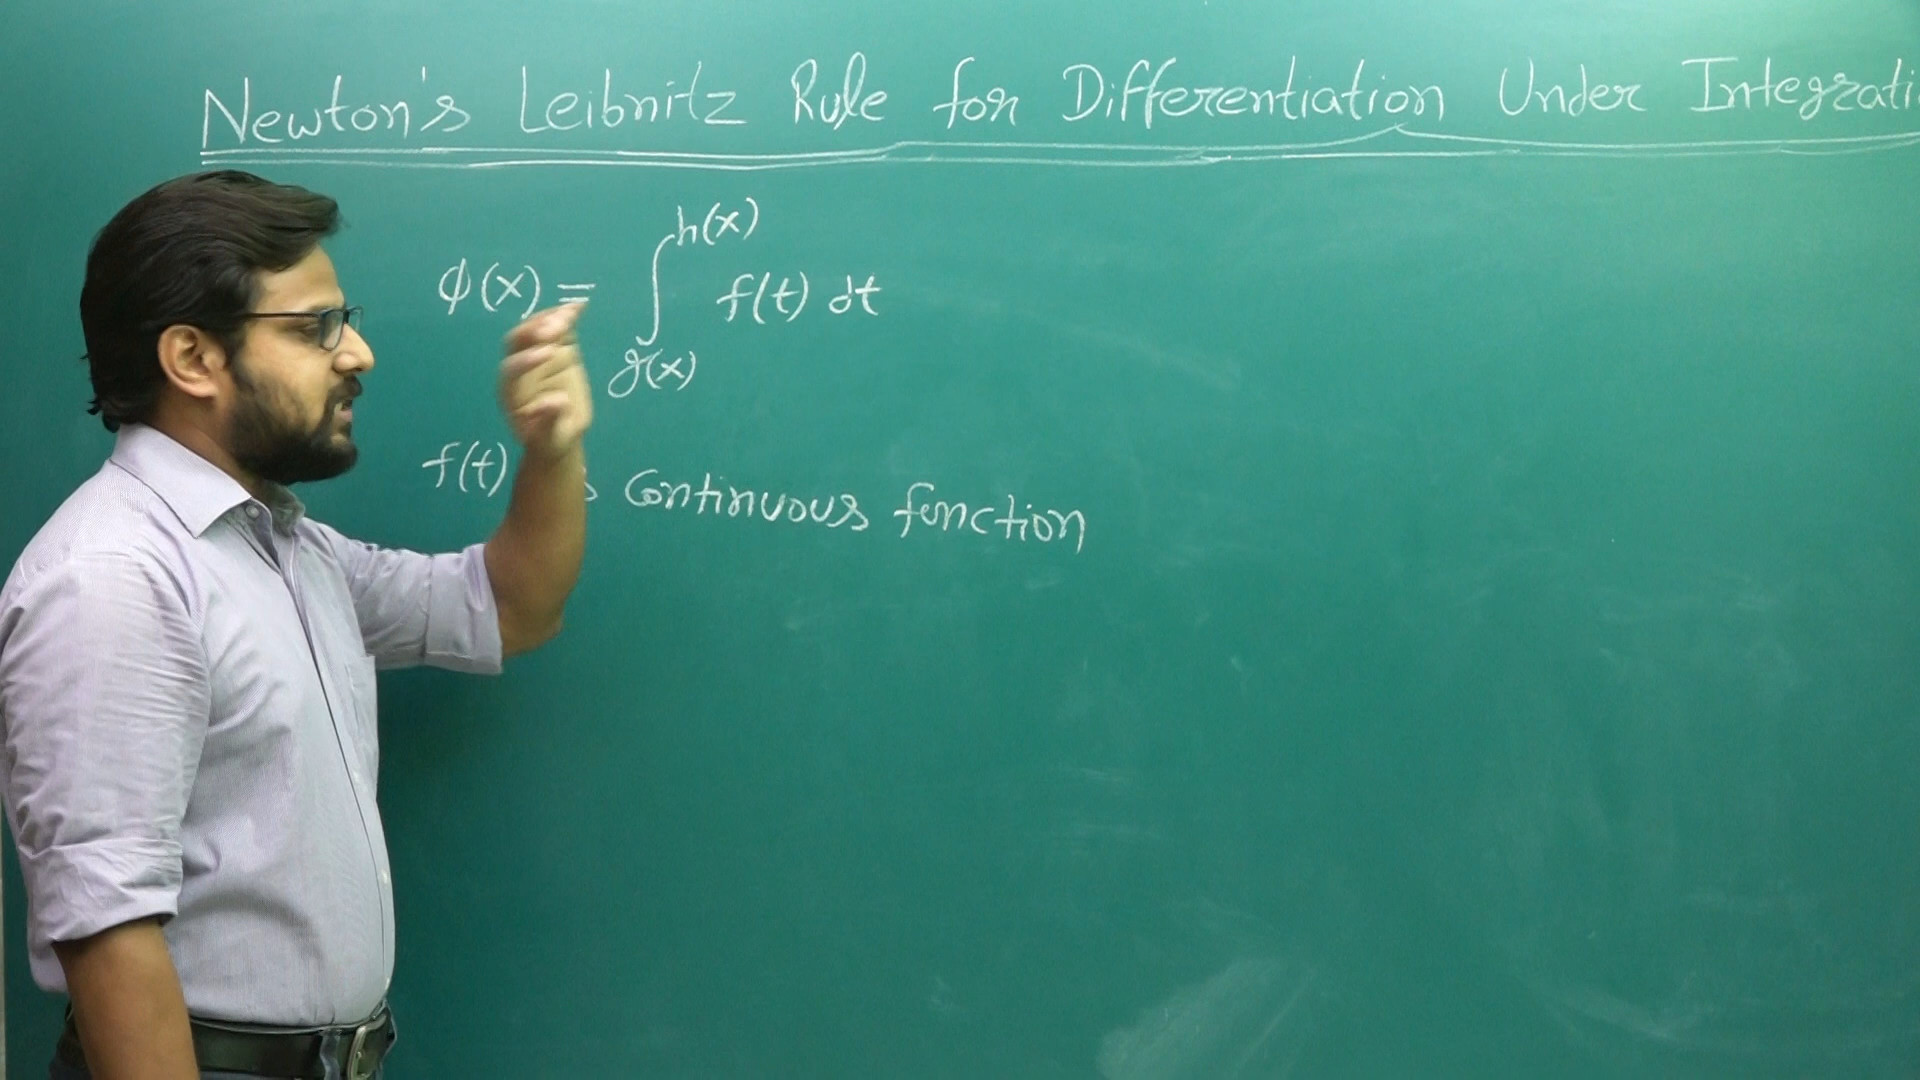 Newton's Leibnitz Rule for Differentiation Under Integrati
φ(x) = ∫_{g(x)}^{h(x)} f(t) dt
f(t) continuous function